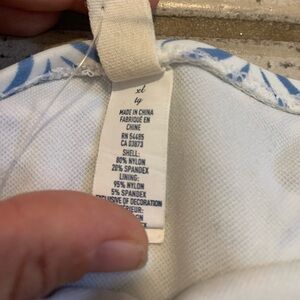 xl
tg
MADE IN CHINA
FABRIQUÉ EN
CHINE
RN 54485
CA 03873
SHELL:
80% NYLON
20% SPANDEX
LINING:
95% NYLON
5% SPANDEX
EXCLUSIVE OF DECORATION